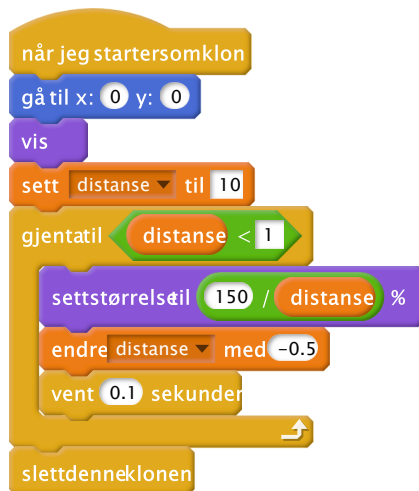 når jeg startersomklon
gå til x: 0 y: 0
vis
sett distanse til 10
gjentatil distanse < 1
settstørrelsetil 150 / distanse %
endre distanse med -0.5
vent 0.1 sekunder
slettdenneklonen